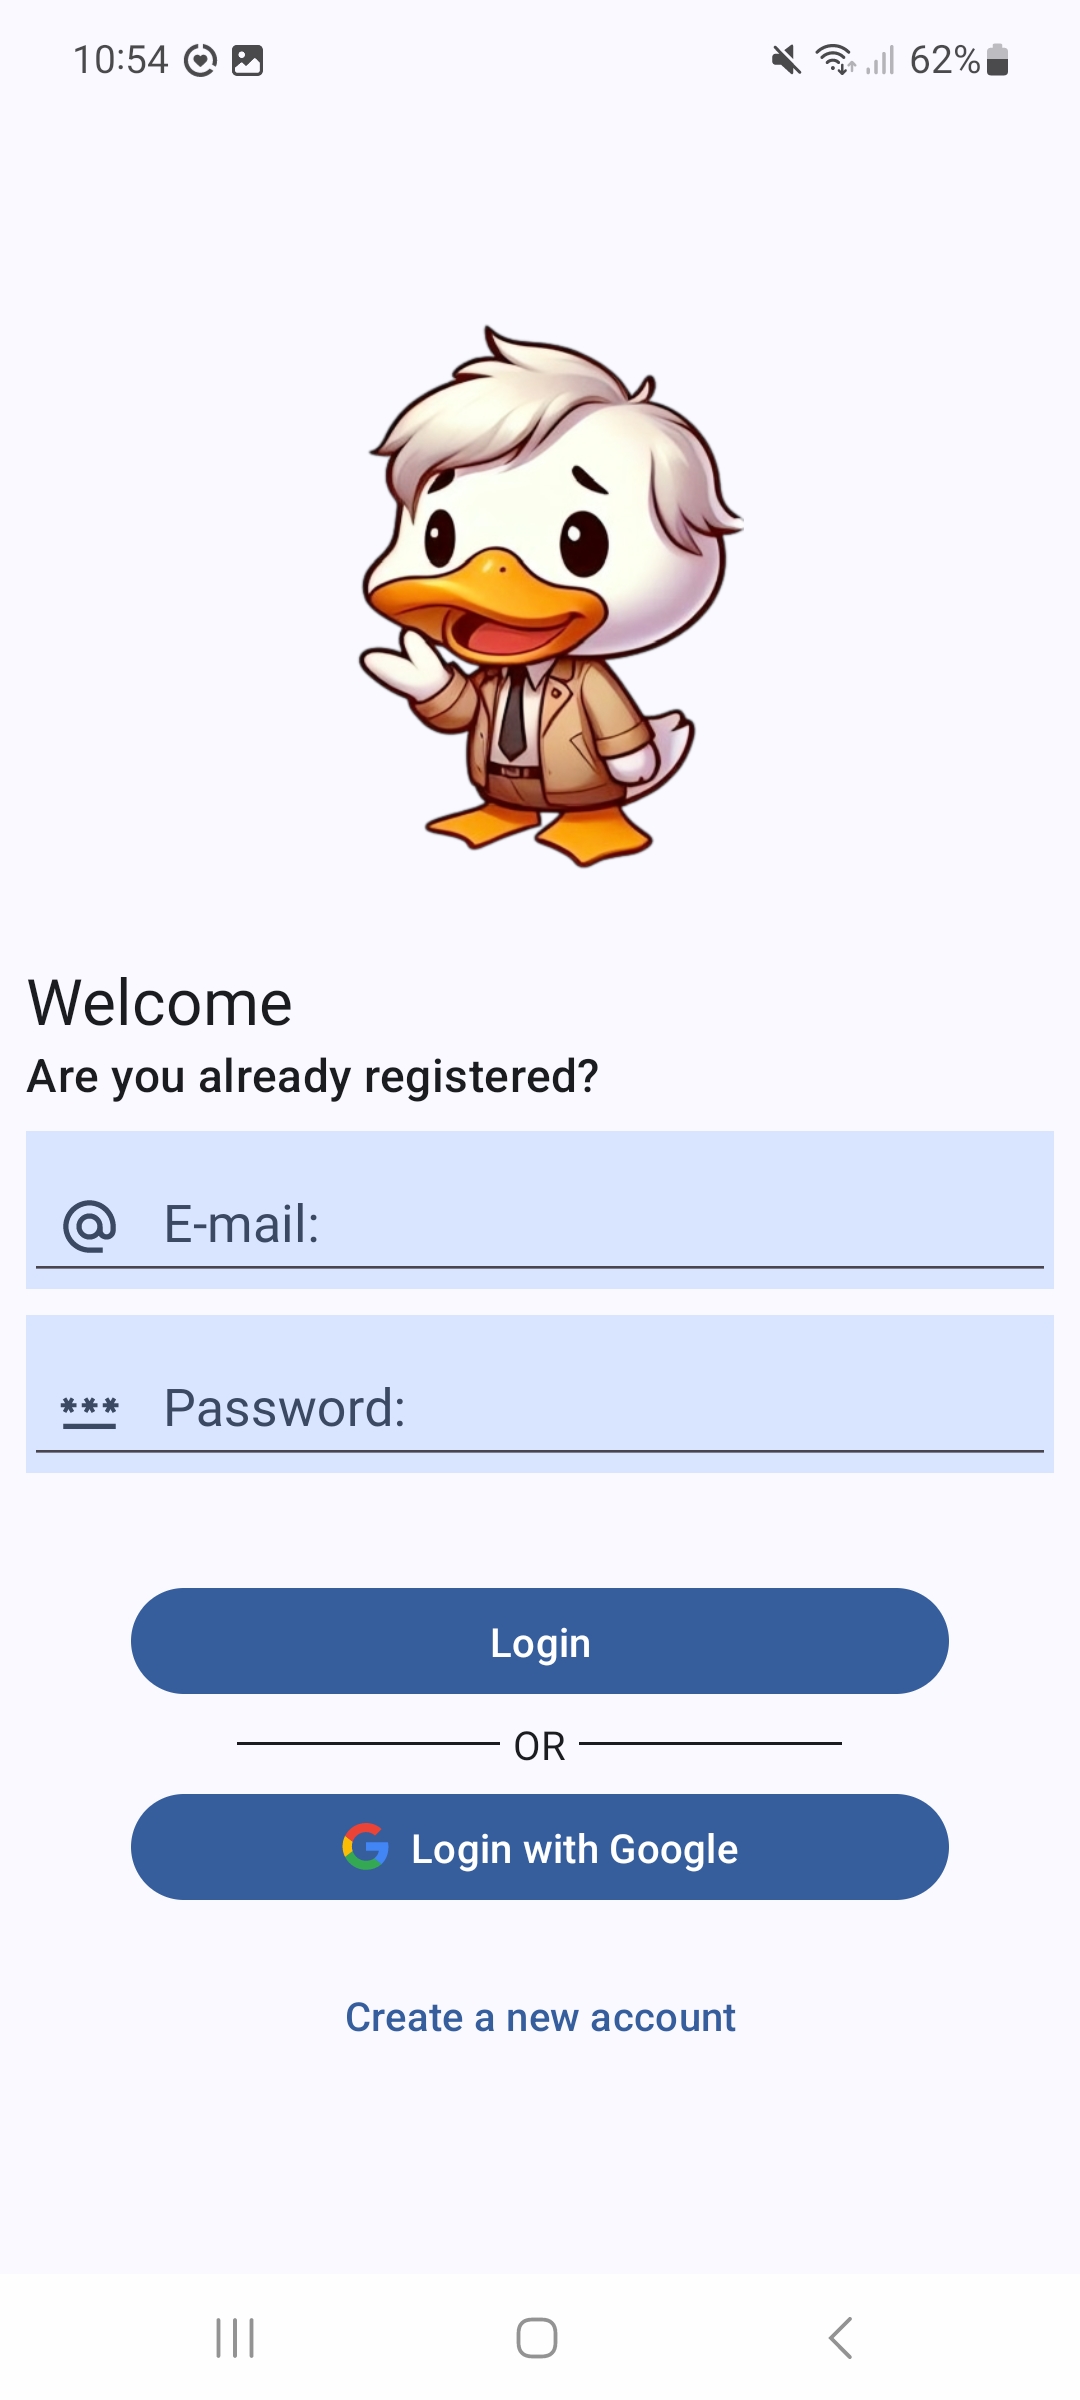 10:54 62%
Welcome
Are you already registered?
@ E-mail:
*** Password:
Login
OR
Login with Google
Create a new account